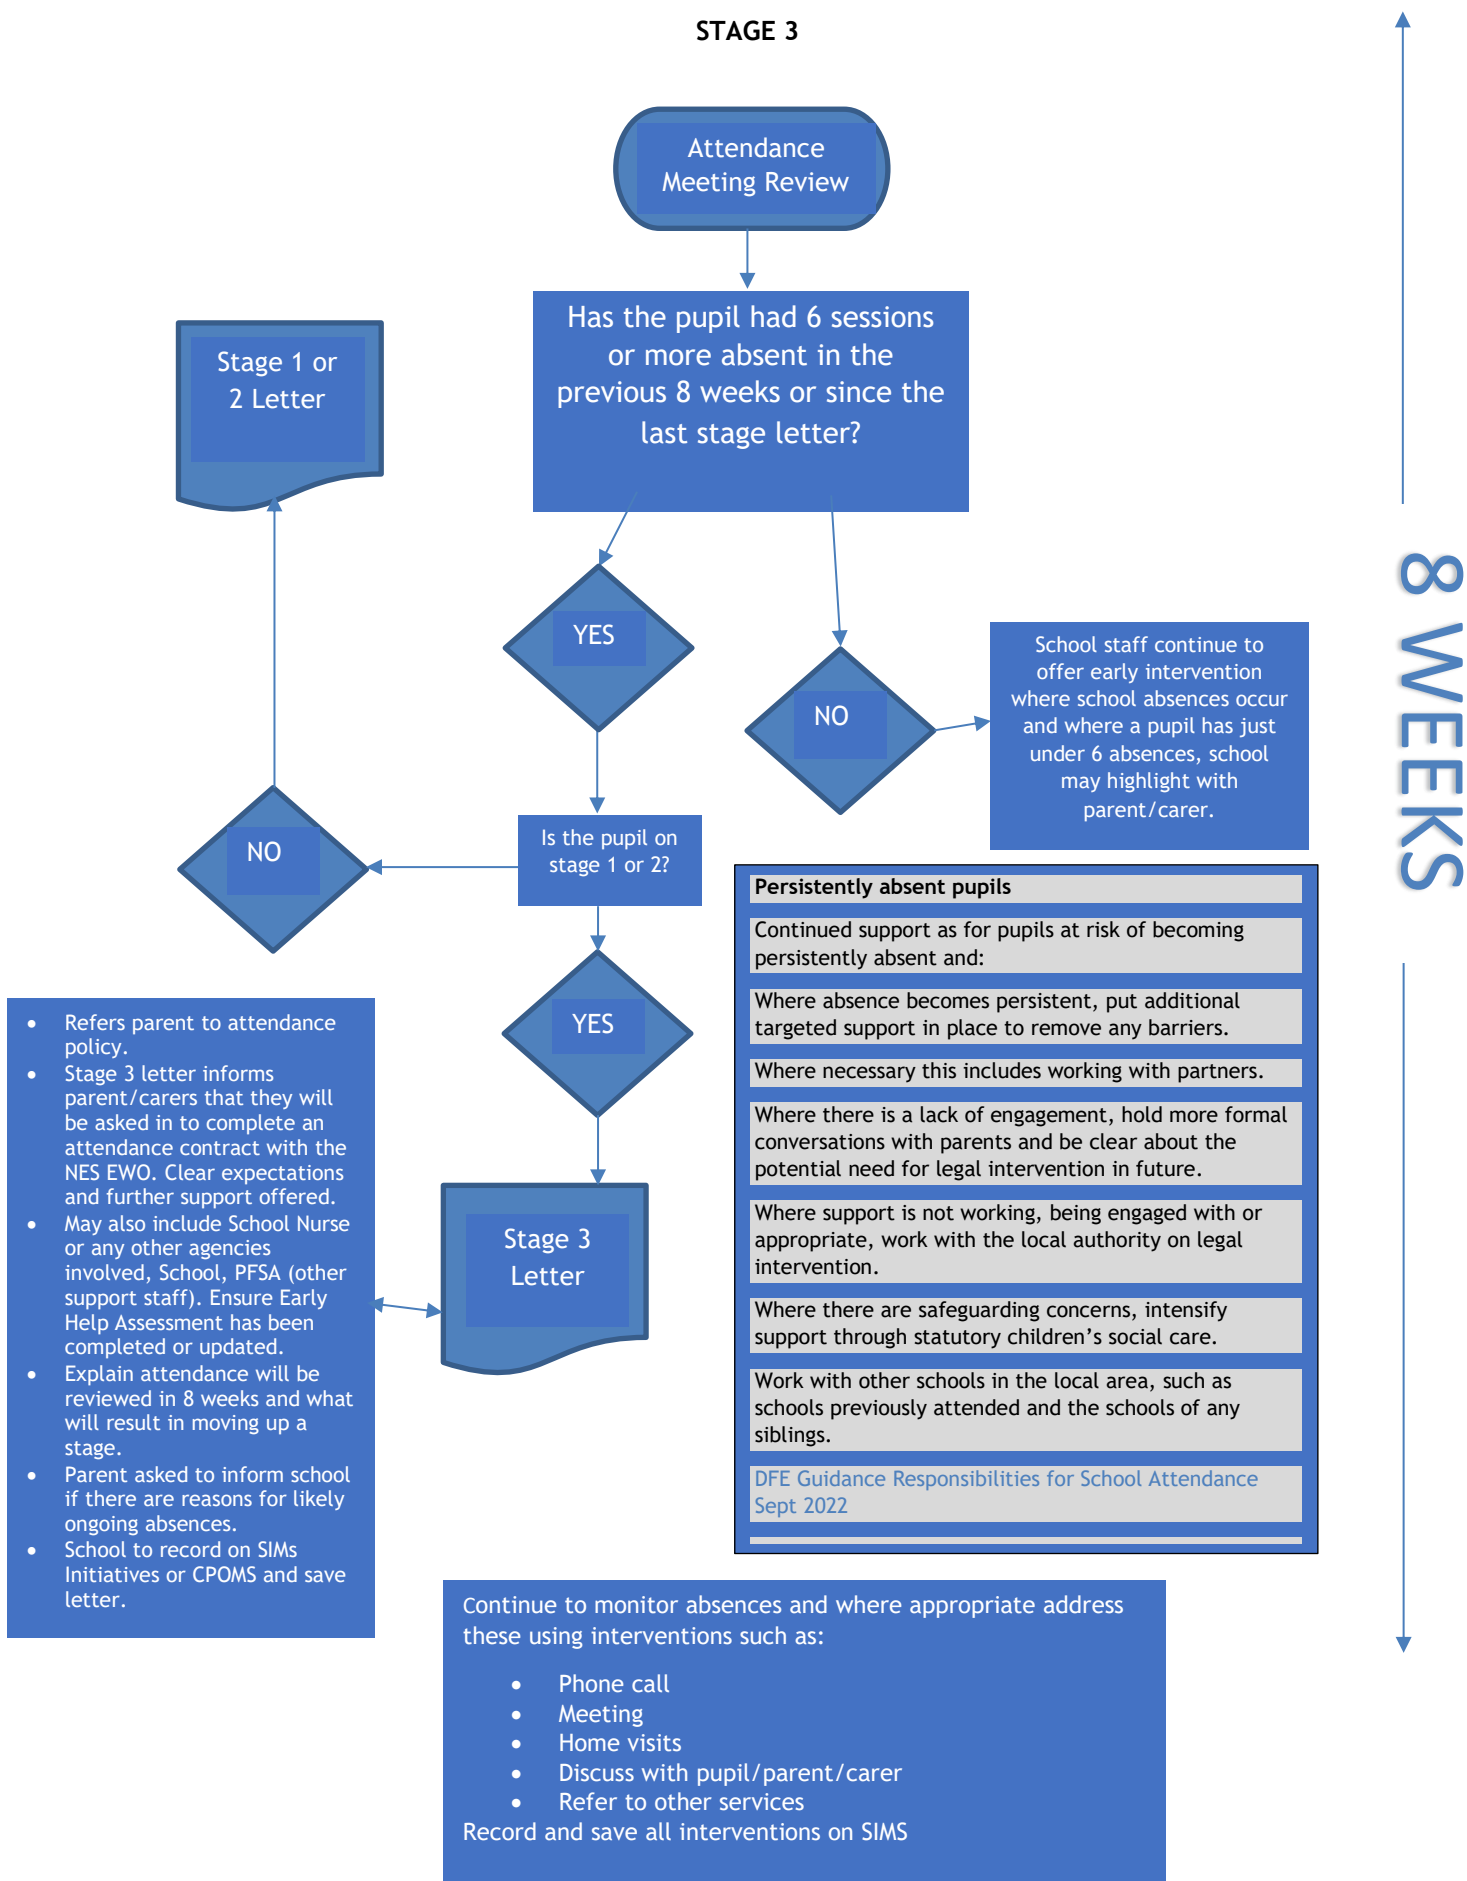 STAGE 3
Attendance
Meeting Review
Has the pupil had 6 sessions
or more absent in the
previous 8 weeks or since the
last stage letter?
Stage 1 or
2 Letter
YES
NO
School staff continue to
offer early intervention
where school absences occur
and where a pupil has just
under 6 absences, school
may highlight with
parent/carer.
8 WEEKS
Is the pupil on
stage 1 or 2?
NO
YES
Stage 3
Letter
• Refers parent to attendance
policy.
• Stage 3 letter informs
parent/carers that they will
be asked in to complete an
attendance contract with the
NES EWO. Clear expectations
and further support offered.
• May also include School Nurse
or any other agencies
involved, School, PFSA (other
support staff). Ensure Early
Help Assessment has been
completed or updated.
• Explain attendance will be
reviewed in 8 weeks and what
will result in moving up a
stage.
• Parent asked to inform school
if there are reasons for likely
ongoing absences.
• School to record on SIMs
Initiatives or CPOMS and save
letter.
Persistently absent pupils
Continued support as for pupils at risk of becoming
persistently absent and:
Where absence becomes persistent, put additional
targeted support in place to remove any barriers.
Where necessary this includes working with partners.
Where there is a lack of engagement, hold more formal
conversations with parents and be clear about the
potential need for legal intervention in future.
Where support is not working, being engaged with or
appropriate, work with the local authority on legal
intervention.
Where there are safeguarding concerns, intensify
support through statutory children's social care.
Work with other schools in the local area, such as
schools previously attended and the schools of any
siblings.
DFE Guidance Responsibilities for School Attendance
Sept 2022
Continue to monitor absences and where appropriate address
these using interventions such as:
• Phone call
• Meeting
• Home visits
• Discuss with pupil/parent/carer
• Refer to other services
Record and save all interventions on SIMS